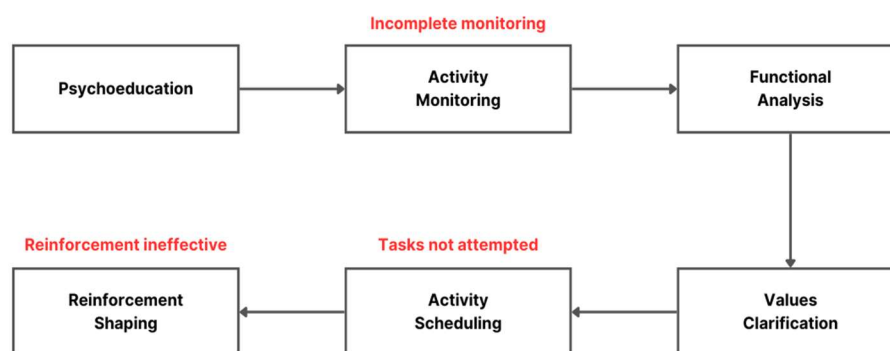 Incomplete monitoring
Psychoeducation
Activity
Monitoring
Functional
Analysis
Reinforcement ineffective
Tasks not attempted
Reinforcement
Shaping
Activity
Scheduling
Values
Clarification